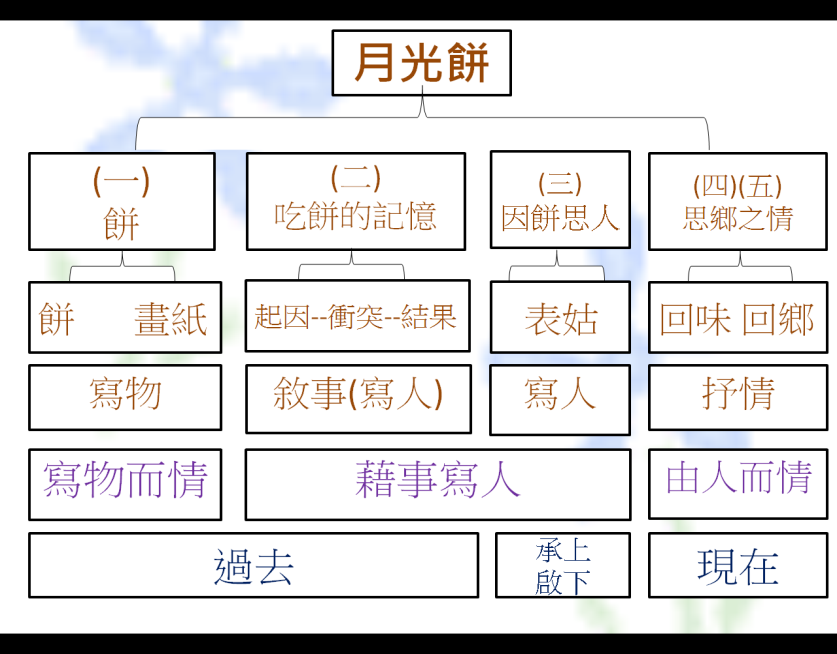 月光餅
(一)
餅
(二)
吃餅的記憶
(三)
因餅思人
(四)(五)
思鄉之情
餅 畫紙
起因--衝突--結果
表姑
回味 回鄉
寫物
敘事(寫人)
寫人
抒情
寫物而情
藉事寫人
由人而情
過去
承上
啟下
現在